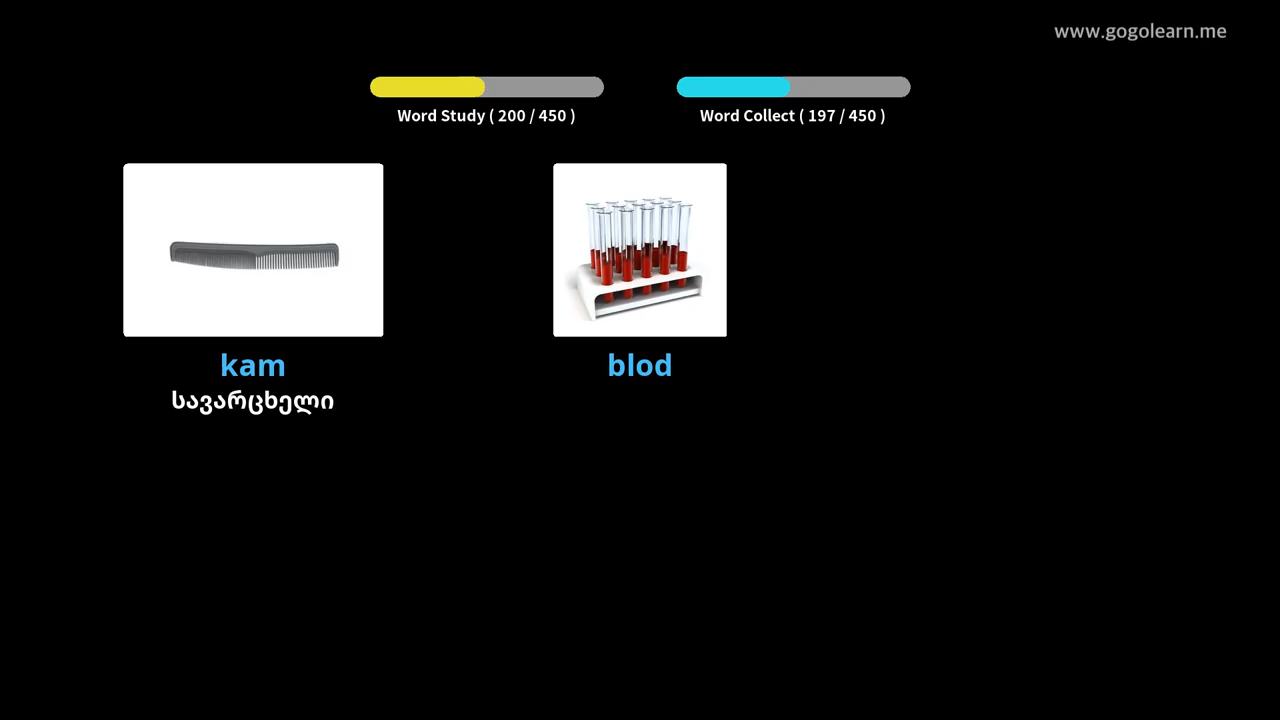 www.gogolearn.me
Word Study ( 200 / 450 )
Word Collect ( 197 / 450 )
kam
სავარცხელი
blod